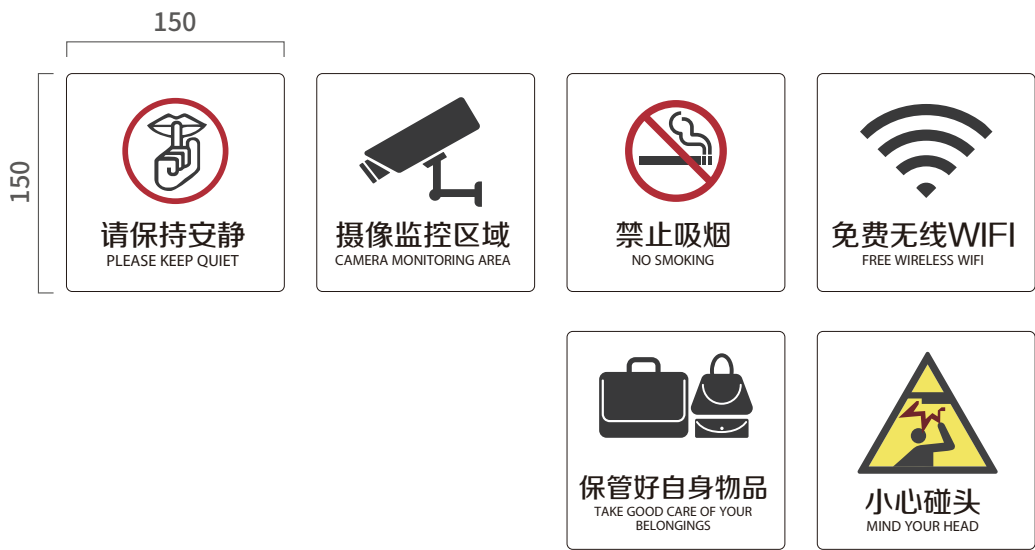 150
150
请保持安静
PLEASE KEEP QUIET
摄像监控区域
CAMERA MONITORING AREA
禁止吸烟
NO SMOKING
免费无线WIFI
FREE WIRELESS WIFI
保管好自身物品
TAKE GOOD CARE OF YOUR
BELONGINGS
小心碰头
MIND YOUR HEAD